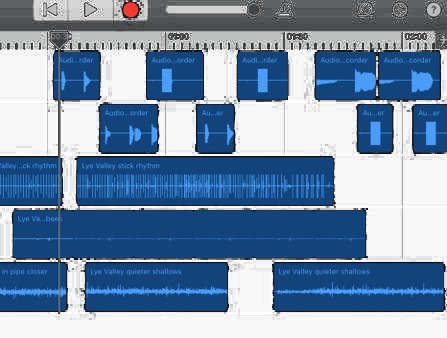 01:00
01:30
02:00
?
Audi...order
Audio...corder
Audi...rder
Audio...corder
Audio...corder
Audio...order
Au...er
Au...er
Au...er
Valley...ck rhythm
Lye Valley stick rhythm
Lye Va...bees
in pipe closer
Lye Valley quieter shallows
Lye Valley quieter shallows